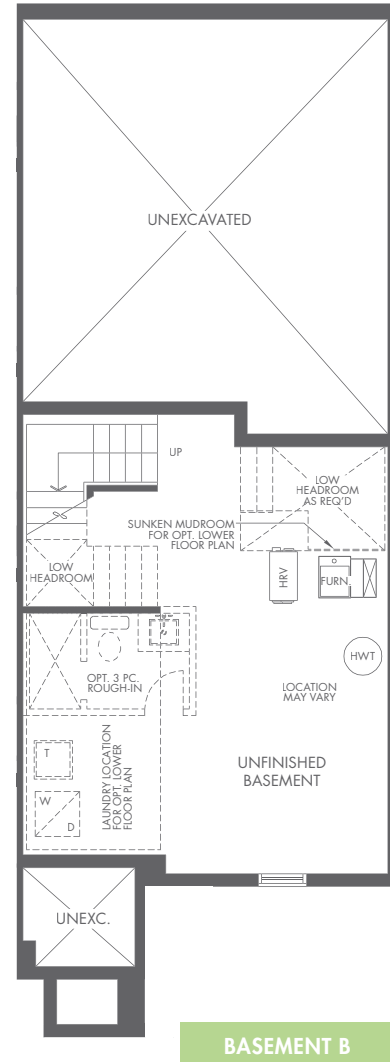 UNEXCAVATED
UP
LOW
HEADROOM
AS REQ'D
SUNKEN MUDROOM
FOR OPT. LOWER
FLOOR PLAN
LOW
HEADROOM
HRV
FURN.
HWT
OPT. 3 PC.
ROUGH-IN
LOCATION
MAY VARY
LAUNDRY LOCATION
FOR OPT. LOWER
FLOOR PLAN
T
W
D
UNFINISHED
BASEMENT
UNEXC.
BASEMENT B